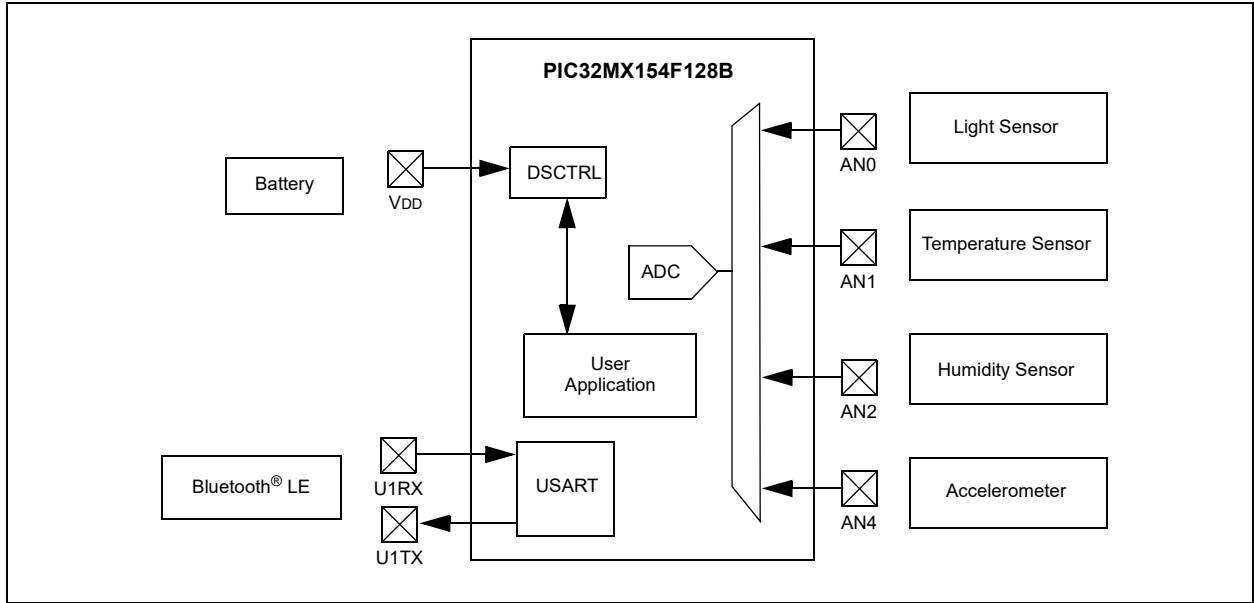 PIC32MX154F128B
Battery
VDD
DSCTRL
ADC
User
Application
Bluetooth® LE
U1RX
U1TX
USART
AN0
Light Sensor
AN1
Temperature Sensor
AN2
Humidity Sensor
AN4
Accelerometer